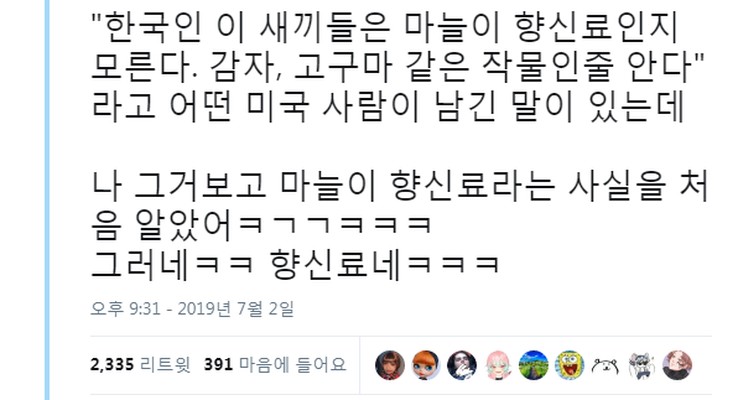 "한국인 이 새끼들은 마늘이 향신료인지
모른다. 감자, 고구마 같은 작물인줄 안다"
라고 어떤 미국 사람이 남긴 말이 있는데
나 그거보고 마늘이 향신료라는 사실을 처
음 알았어ㅋㄱㄱㅋㅋㅋ
그러네ㅋㅋ 향신료네ㅋㅋㅋ
오후 9:31 - 2019년 7월 2일
2,335 리트윗 391 마음에 들어요